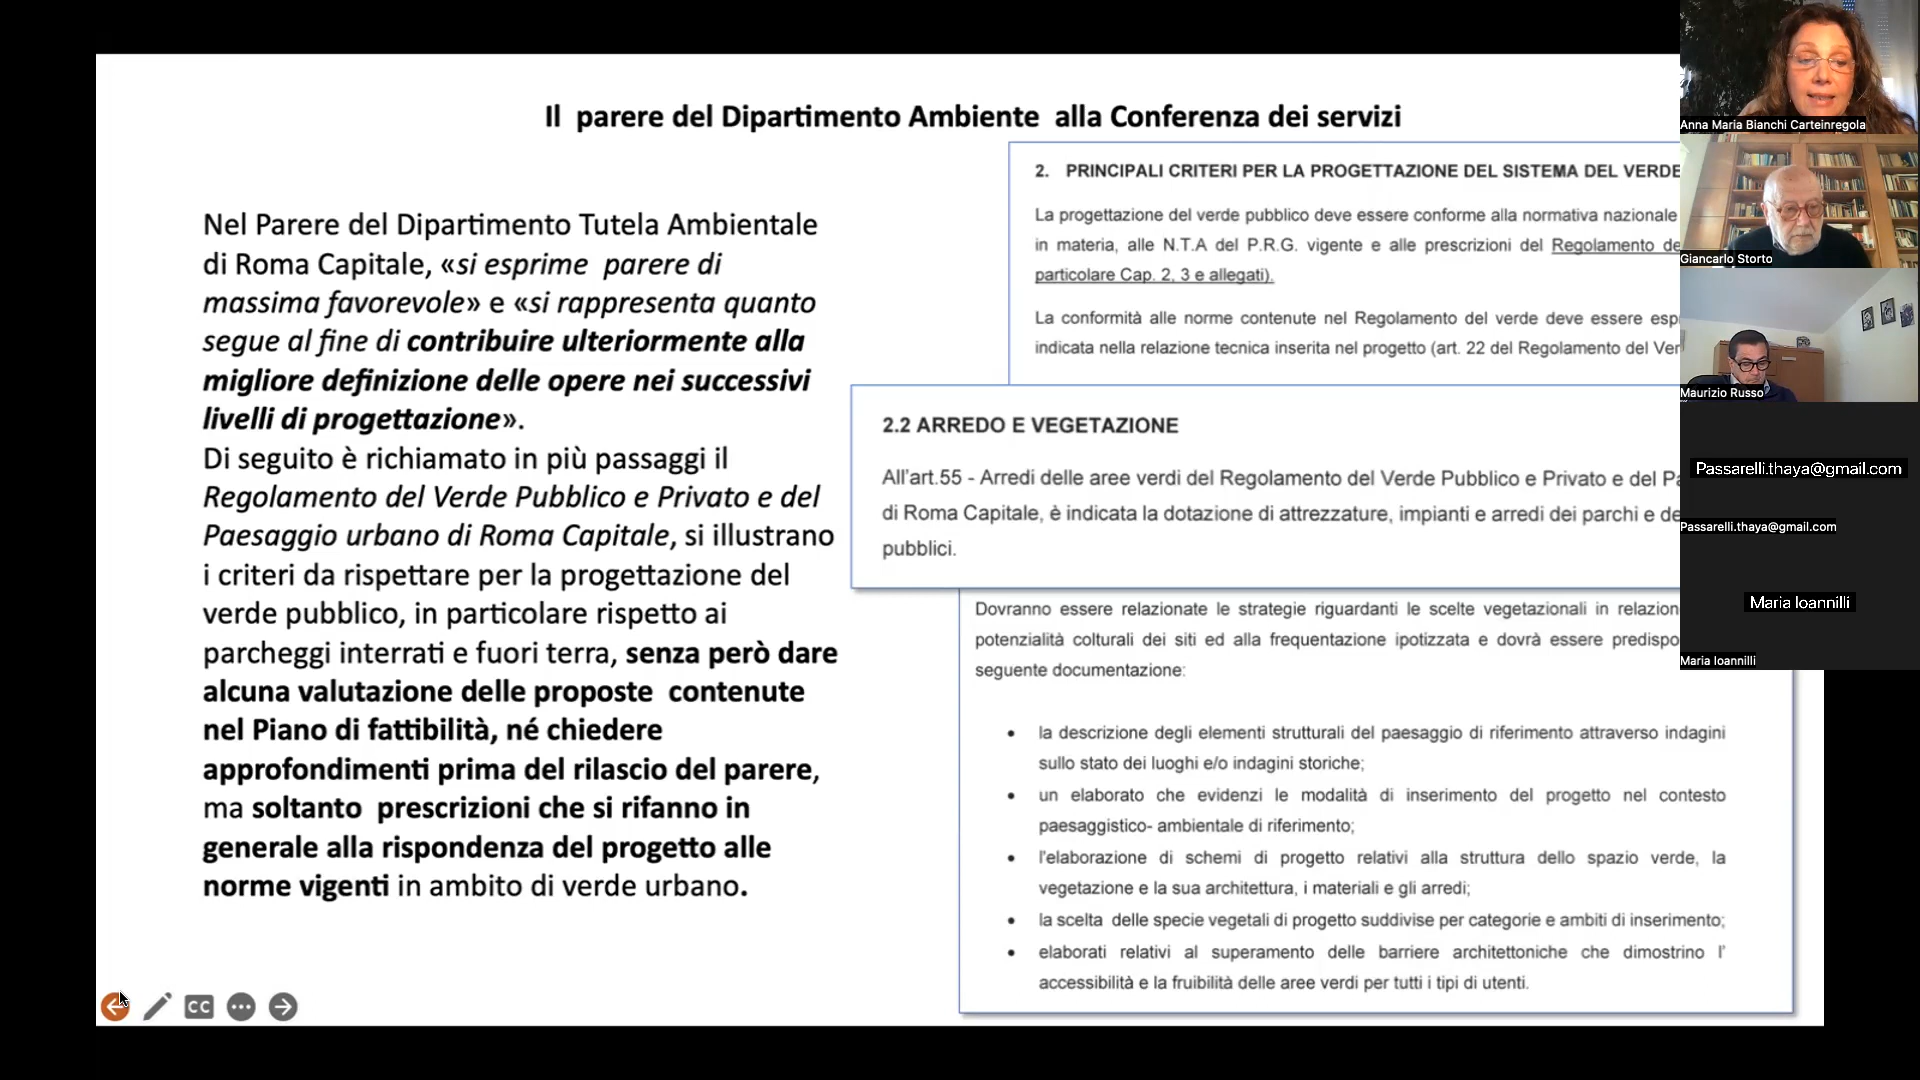 Il parere del Dipartimento Ambiente alla Conferenza dei servizi
Nel Parere del Dipartimento Tutela Ambientale
di Roma Capitale, «si esprime parere di
massima favorevole» e «si rappresenta quanto
segue al fine di contribuire ulteriormente alla
migliore definizione delle opere nei successivi
livelli di progettazione».
Di seguito è richiamato in più passaggi il
Regolamento del Verde Pubblico e Privato e del
Paesaggio urbano di Roma Capitale, si illustrano
i criteri da rispettare per la progettazione del
verde pubblico, in particolare rispetto ai
parcheggi interrati e fuori terra, senza però dare
alcuna valutazione delle proposte contenute
nel Piano di fattibilità, né chiedere
approfondimenti prima del rilascio del parere,
ma soltanto prescrizioni che si rifanno in
generale alla rispondenza del progetto alle
norme vigenti in ambito di verde urbano.
2. PRINCIPALI CRITERI PER LA PROGETTAZIONE DEL SISTEMA DEL VERDE
La progettazione del verde pubblico deve essere conforme alla normativa nazionale
in materia, alle N.T.A del P.R.G. vigente e alle prescrizioni del Regolamento de
particolare Cap. 2, 3 e allegati).
La conformità alle norme contenute nel Regolamento del verde deve essere esp
indicata nella relazione tecnica inserita nel progetto (art. 22 del Regolamento del Ver
2.2 ARREDO E VEGETAZIONE
All'art.55 - Arredi delle aree verdi del Regolamento del Verde Pubblico e Privato e del Pa
di Roma Capitale, è indicata la dotazione di attrezzature, impianti e arredi dei parchi e de
pubblici.
Dovranno essere relazionate le strategie riguardanti le scelte vegetazionali in relazion
potenzialità colturali dei siti ed alla frequentazione ipotizzata e dovrà essere predispo
seguente documentazione:
• la descrizione degli elementi strutturali del paesaggio di riferimento attraverso indagini
sullo stato dei luoghi e/o indagini storiche;
• un elaborato che evidenzi le modalità di inserimento del progetto nel contesto
paesaggistico- ambientale di riferimento;
• l'elaborazione di schemi di progetto relativi alla struttura dello spazio verde, la
vegetazione e la sua architettura, i materiali e gli arredi;
• la scelta delle specie vegetali di progetto suddivise per categorie e ambiti di inserimento;
• elaborati relativi al superamento delle barriere architettoniche che dimostrino l'
accessibilità e la fruibilità delle aree verdi per tutti i tipi di utenti.
CC
Anna Maria Bianchi Carteinregola
Giancarlo Storto
Maurizio Russo
Passarelli.thaya@gmail.com
Passarelli.thaya@gmail.com
Maria Ioannilli
Maria Ioannilli